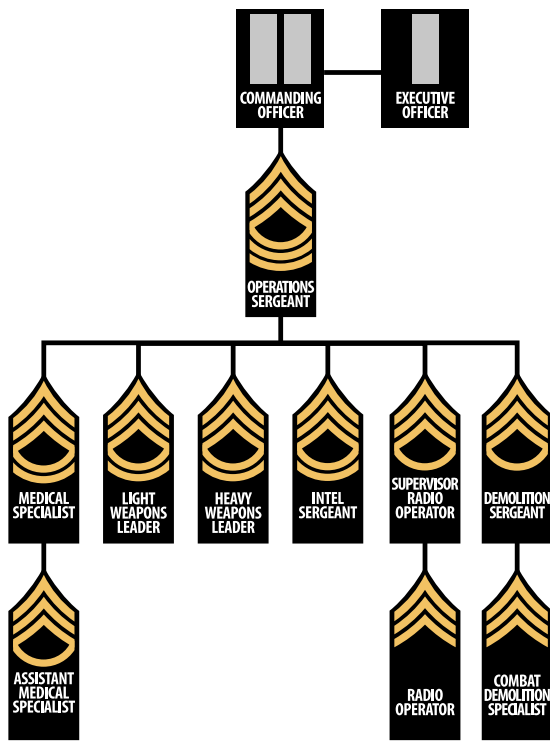 COMMANDING
OFFICER
EXECUTIVE
OFFICER
OPERATIONS
SERGEANT
MEDICAL
SPECIALIST
LIGHT
WEAPONS
LEADER
HEAVY
WEAPONS
LEADER
INTEL
SERGEANT
SUPERVISOR
RADIO
OPERATOR
DEMOLITION
SERGEANT
ASSISTANT
MEDICAL
SPECIALIST
RADIO
OPERATOR
COMBAT
DEMOLITION
SPECIALIST